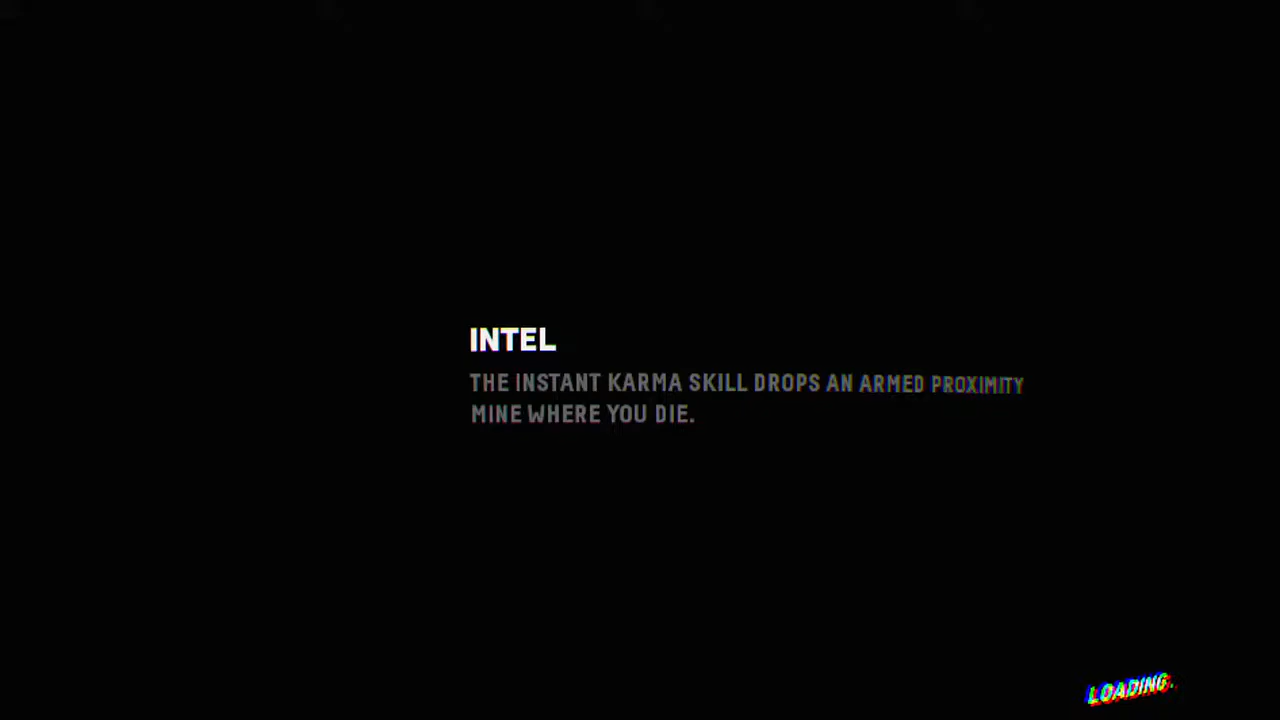 INTEL
THE INSTANT KARMA SKILL DROPS AN ARMED PROXIMITY
MINE WHERE YOU DIE.
LOADING.